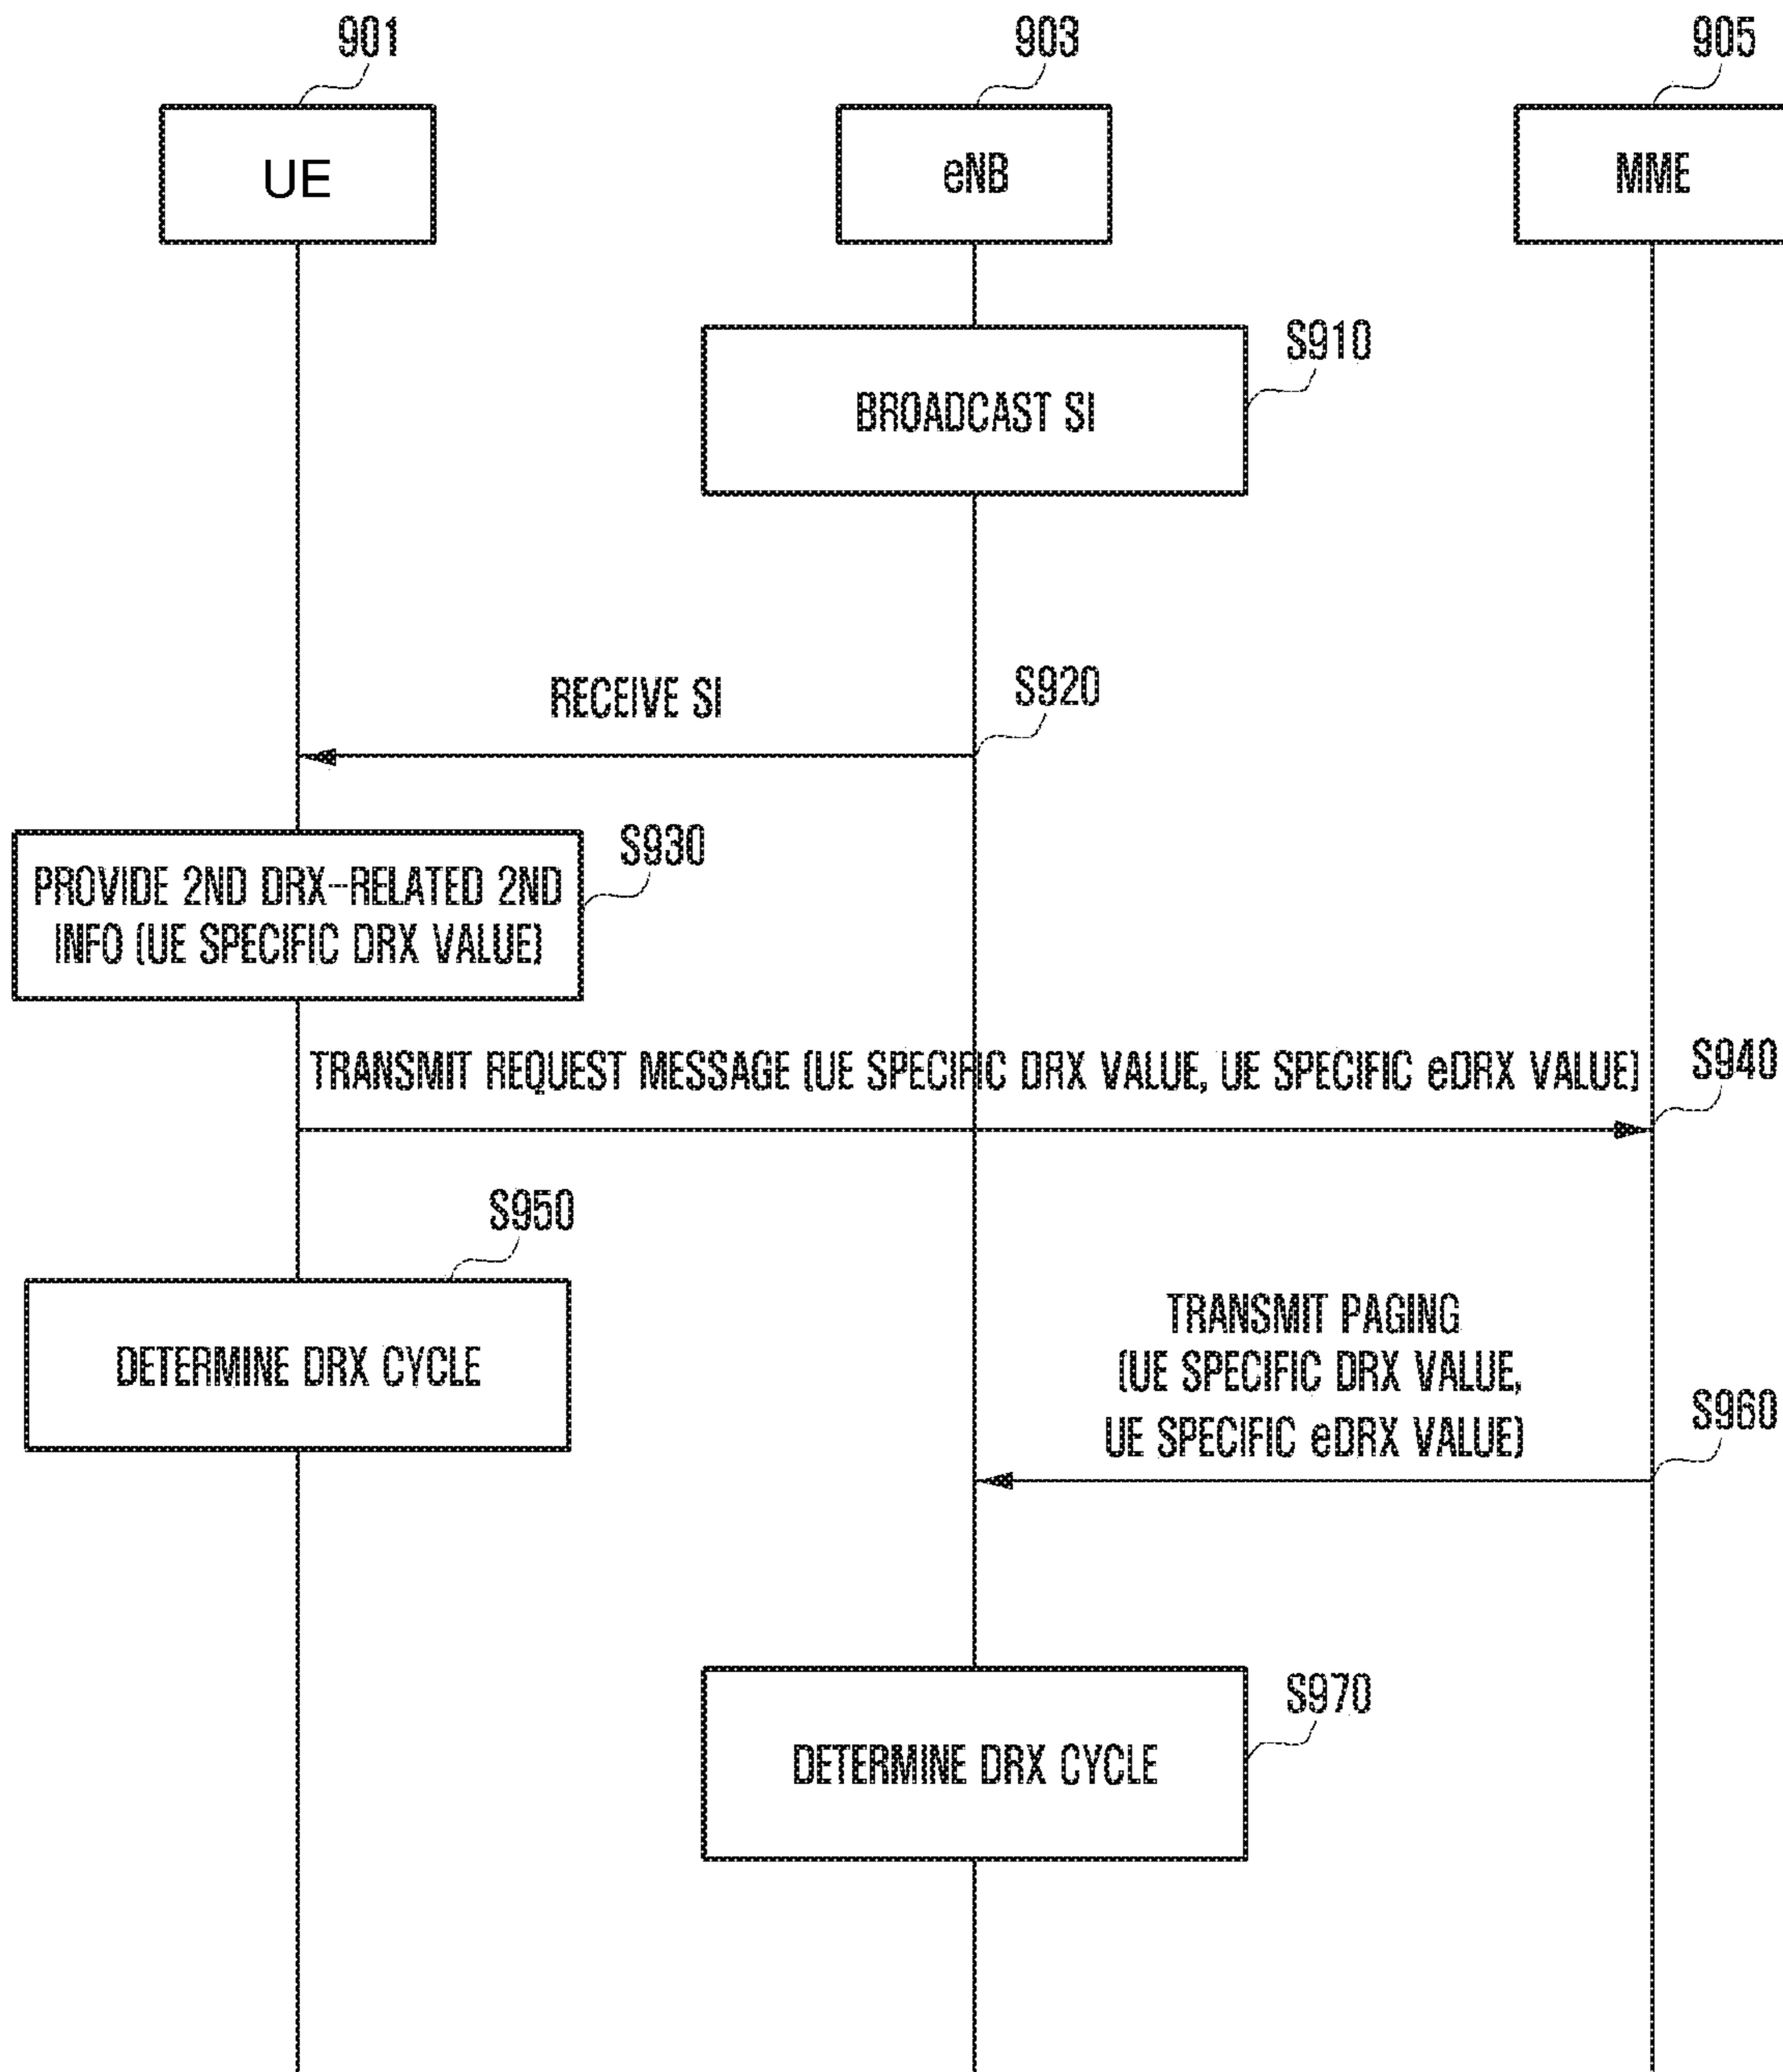 901
903
905
UE
eNB
MME
S910
BROADCAST SI
S920
RECEIVE SI
S930
PROVIDE 2ND DRX-RELATED 2ND
INFO (UE SPECIFIC DRX VALUE)
TRANSMIT REQUEST MESSAGE (UE SPECIFIC DRX VALUE, UE SPECIFIC eDRX VALUE)
S940
S950
DETERMINE DRX CYCLE
TRANSMIT PAGING
(UE SPECIFIC DRX VALUE,
UE SPECIFIC eDRX VALUE)
S960
S970
DETERMINE DRX CYCLE